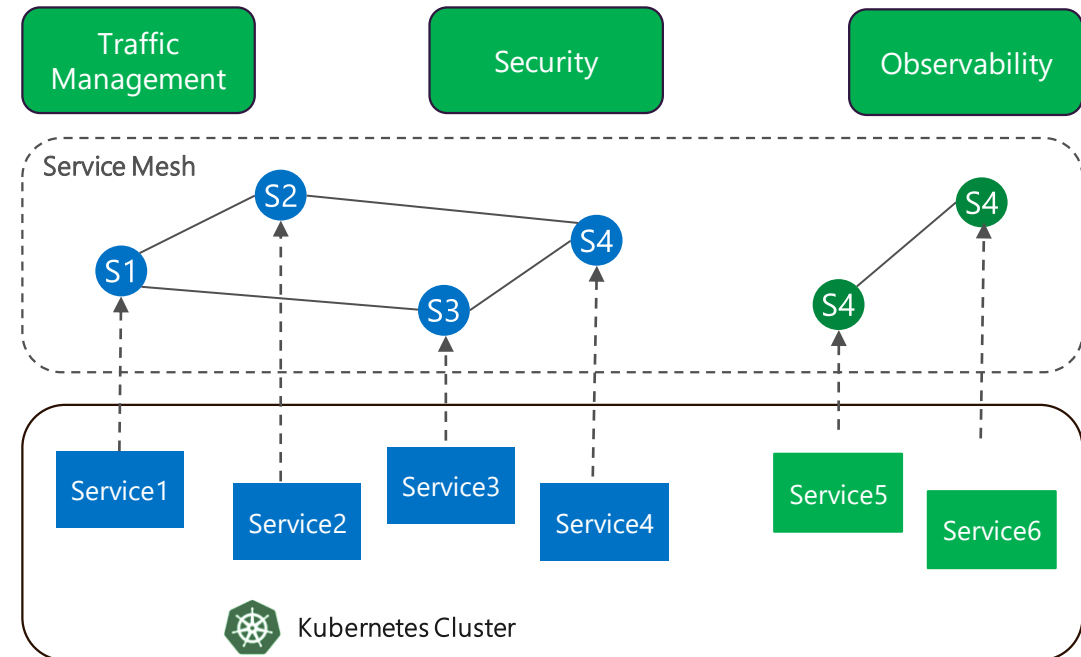 Traffic
Management
Security
Observability
Service Mesh
S2
S4
S4
S1
S3
S4
Service1
Service2
Service3
Service4
Service5
Service6
Kubernetes Cluster